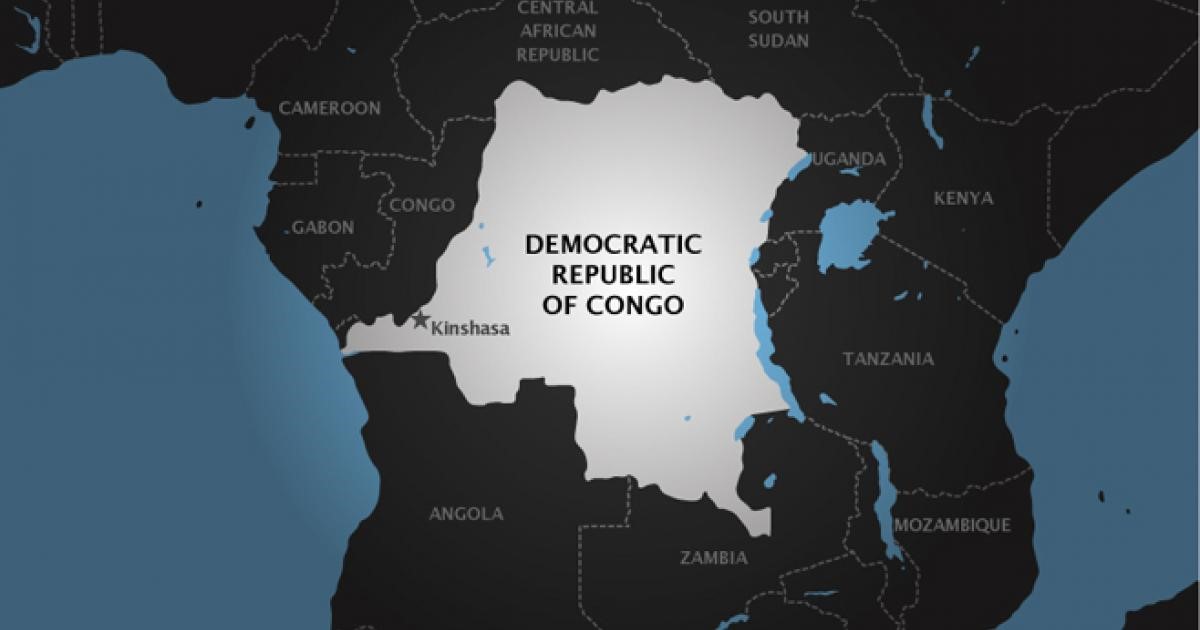 CENTRAL
AFRICAN
REPUBLIC
SOUTH
SUDAN
CAMEROON
UGANDA
KENYA
CONGO
GABON
DEMOCRATIC
REPUBLIC
OF CONGO
Kinshasa
TANZANIA
ANGOLA
MOZAMBIQUE
ZAMBIA